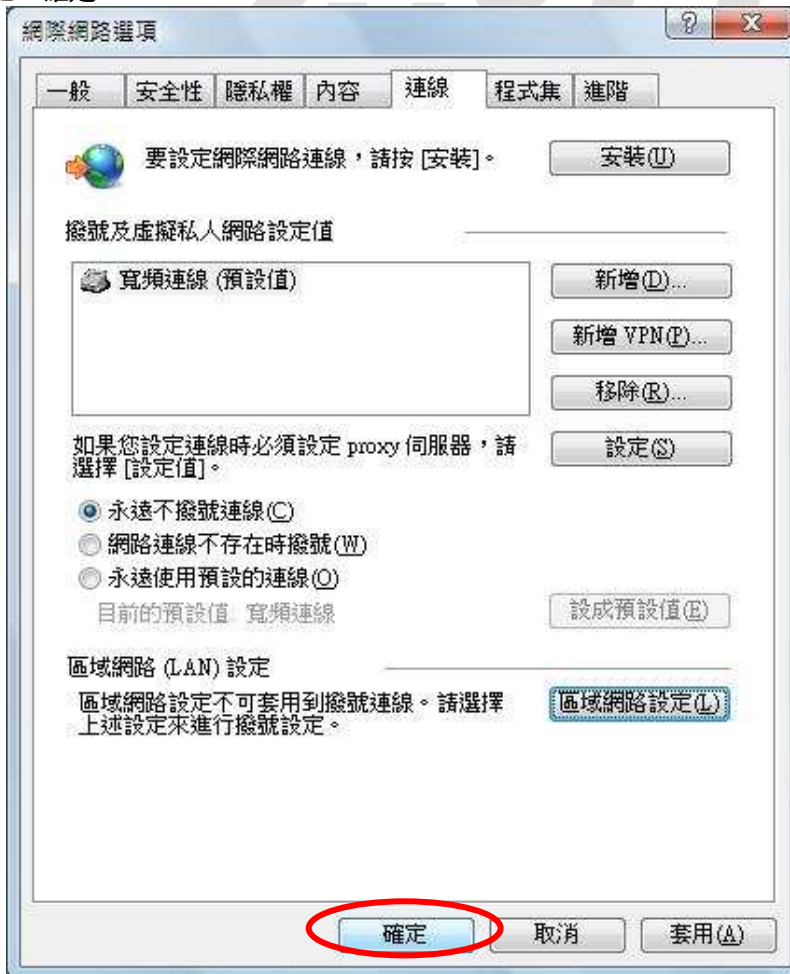 網際網路選項
一般 安全性 隱私權 內容 連線 程式集 進階
要設定網際網路連線，請按 [安裝]。 安裝(U)
撥號及虛擬私人網路設定值
寬頻連線 (預設值) 新增(D)...
新增 VPN(P)...
移除(R)...
如果您設定連線時必須設定 proxy 伺服器，請 設定(S)
選擇 [設定值]。
永遠不撥號連線(C)
網路連線不存在時撥號(W)
永遠使用預設的連線(O)
目前的預設值: 寬頻連線 設成預設值(E)
區域網路 (LAN) 設定
區域網路設定不可套用到撥號連線。請選擇 區域網路設定(L)
上述設定來進行撥號設定。
確定 取消 套用(A)